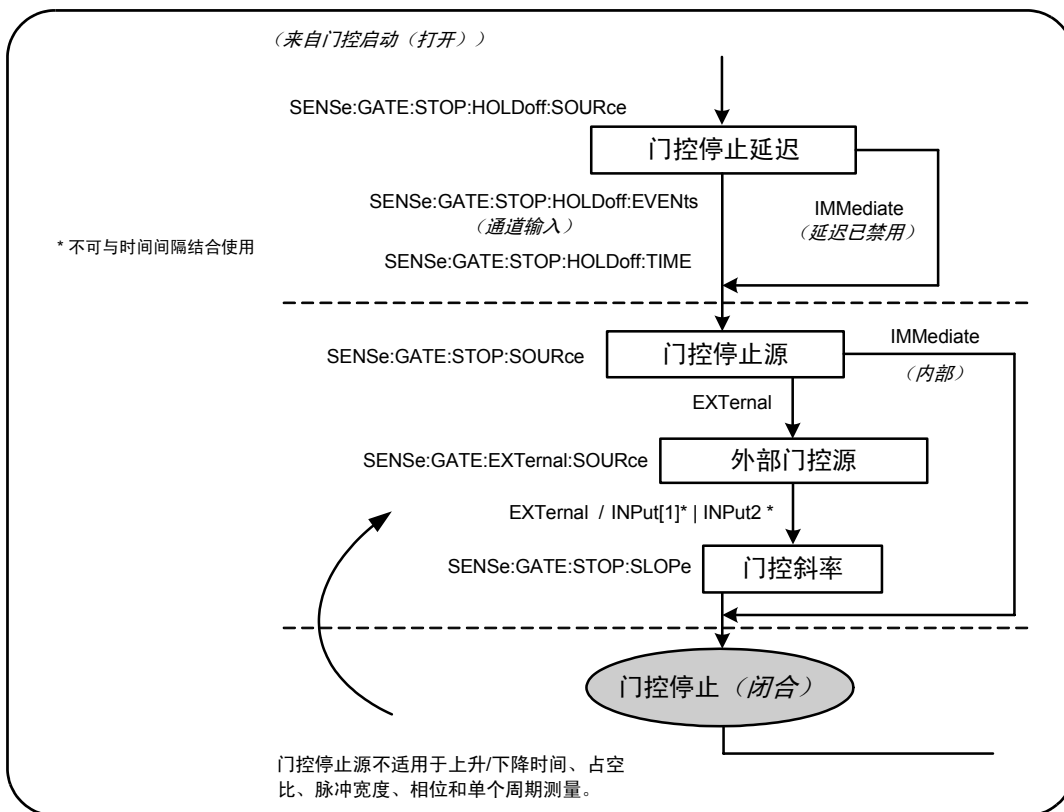 （来自门控启动（打开））
SENSe:GATE:STOP:HOLDoff:SOURce
门控停止延迟
SENSe:GATE:STOP:HOLDoff:EVENts
（通道输入）
IMMediate
（延迟已禁用）
* 不可与时间间隔结合使用
SENSe:GATE:STOP:HOLDoff:TIME
SENSe:GATE:STOP:SOURce
门控停止源
IMMediate
（内部）
EXTernal
SENSe:GATE:EXTernal:SOURce
外部门控源
EXTernal / INPut[1]* | INPut2 *
SENSe:GATE:STOP:SLOPe
门控斜率
门控停止（闭合）
门控停止源不适用于上升/下降时间、占空
比、脉冲宽度、相位和单个周期测量。